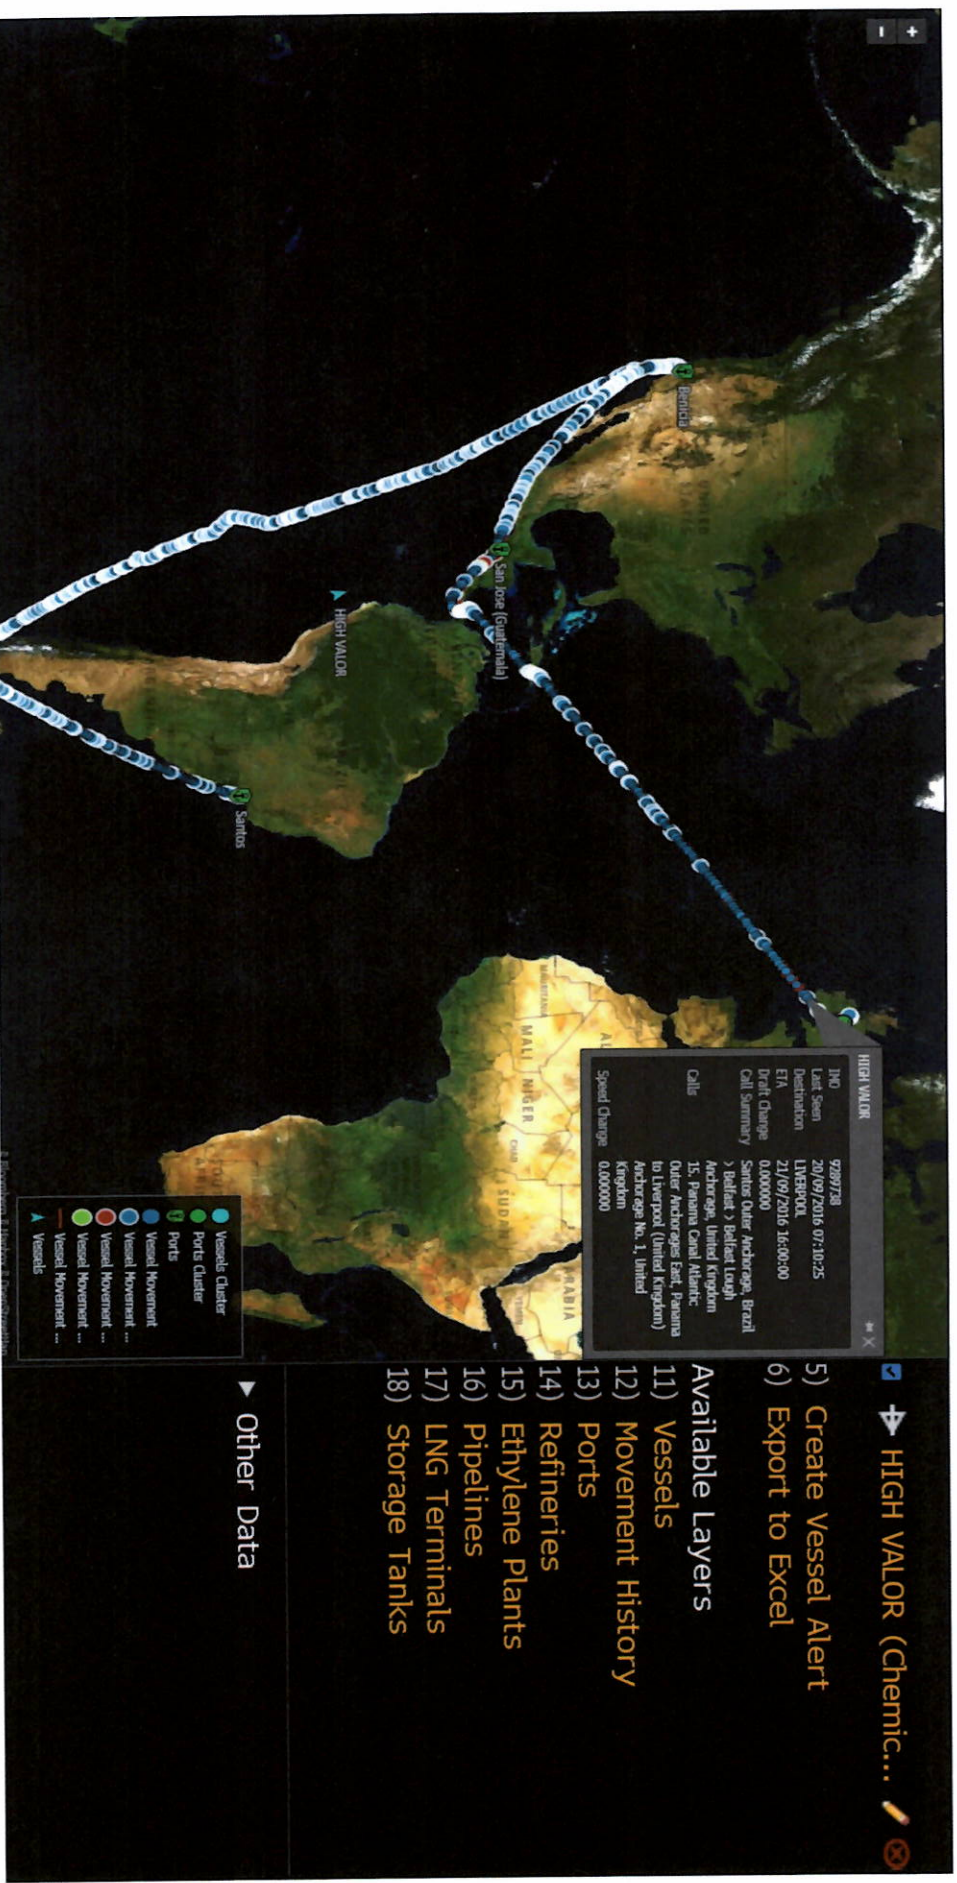 +
−
Benicia
San Jose (Guatemala)
HIGH VALOR
Santos
MAURITANIA
MALI
NIGER
CHAD
SUDAN
HIGH VALOR
X
IMO 9289738
Last Seen 20/09/2016 07:10:25
Destination LIVERPOOL
ETA 21/09/2016 16:00:00
Draft Change 0.000000
Call Summary Santos Outer Anchorage, Brazil
> Belfast > Belfast Lough
Anchorage, United Kingdom
Calls 15, Panama Canal Atlantic
Outer Anchorages East, Panama
to Liverpool (United Kingdom)
Anchorage No. 1, United
Kingdom
Speed Change 0.00000
Vessels Cluster
Ports Cluster
Ports
Vessel Movement
Vessel Movement ...
Vessel Movement ...
Vessel Movement ...
Vessel Movement ...
Vessels
HIGH VALOR (Chemic...
5) Create Vessel Alert
6) Export to Excel
Available Layers
11) Vessels
12) Movement History
13) Ports
14) Refineries
15) Ethylene Plants
16) Pipelines
17) LNG Terminals
18) Storage Tanks
▶ Other Data